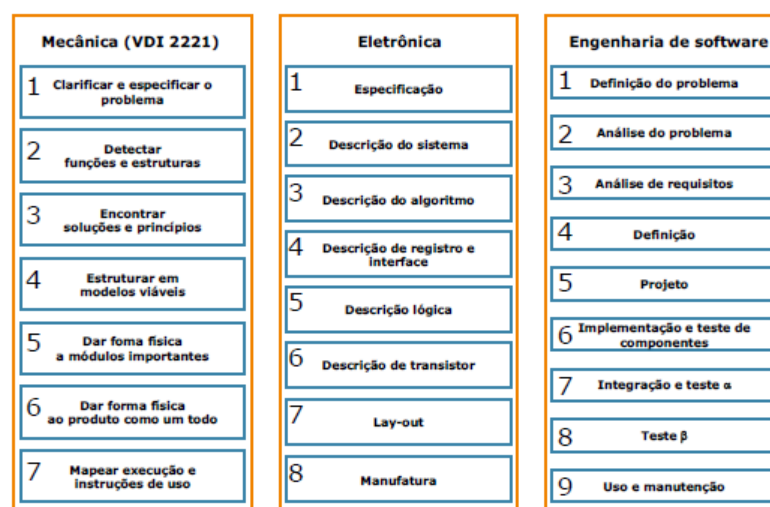 Mecânica (VDI 2221)
1 Clarificar e especificar o
problema
2 Detectar
funções e estruturas
3 Encontrar
soluções e princípios
4 Estruturar em
modelos viáveis
5 Dar foma física
a módulos importantes
6 Dar forma física
ao produto como um todo
7 Mapear execução e
instruções de uso
Eletrônica
1 Especificação
2 Descrição do sistema
3 Descrição do algoritmo
4 Descrição de registro e
interface
5 Descrição lógica
6 Descrição de transistor
7 Lay-out
8 Manufatura
Engenharia de software
1 Definição do problema
2 Análise do problema
3 Análise de requisitos
4 Definição
5 Projeto
6 Implementação e teste de
componentes
7 Integração e teste α
8 Teste β
9 Uso e manutenção